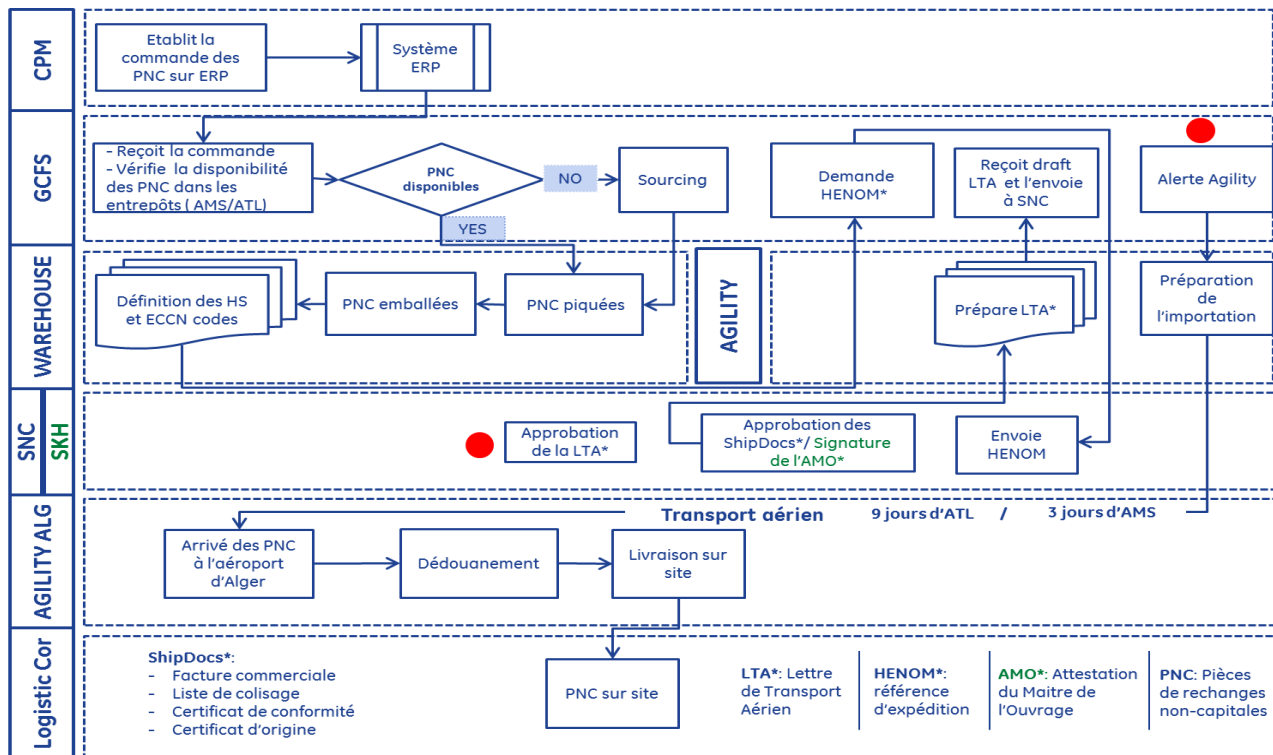 CPM
Etablit la
commande des
PNC sur ERP
Système
ERP
GCFS
- Reçoit la commande
- Vérifie la disponibilité
des PNC dans les
entrepôts ( AMS/ATL)
PNC
disponibles
NO
YES
Sourcing
Demande
HENOM*
Reçoit draft
LTA et l'envoie
à SNC
Alerte Agility
WAREHOUSE
Définition des HS
et ECCN codes
PNC emballées
PNC piquées
AGILITY
Prépare LTA*
Préparation
de
l'importation
SNC
SKH
Approbation
de la LTA*
Approbation des
ShipDocs*/ Signature
de l'AMO*
Envoie
HENOM
AGILITY ALG
Transport aérien 9 jours d'ATL / 3 jours d'AMS
Arrivé des PNC
à l'aéroport
d'Alger
Dédouanement
Livraison sur
site
Logistic Cor
ShipDocs*:
- Facture commerciale
- Liste de colisage
- Certificat de conformité
- Certificat d'origine
PNC sur site
LTA*: Lettre
de Transport
Aérien
HENOM*:
référence
d'expédition
AMO*: Attestation
du Maitre de
l'Ouvrage
PNC: Pièces
de rechanges
non-capitales